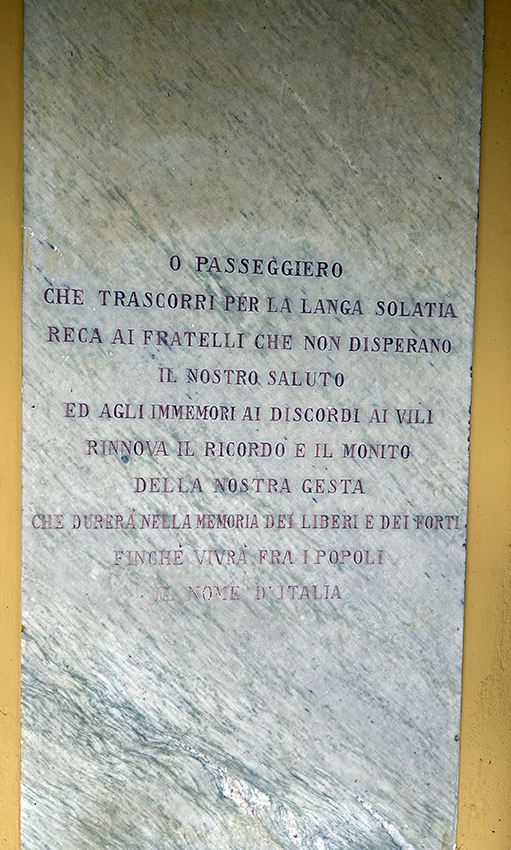 O PASSEGGIERO
CHE TRASCORRI PER LA LANGA SOLATIA
RECA AI FRATELLI CHE NON DISPERANO
IL NOSTRO SALUTO
ED AGLI IMMEMORI AI DISCORDI AI VILI
RINNOVA IL RICORDO E IL MONITO
DELLA NOSTRA GESTA
CHE DURERÀ NELLA MEMORIA DEI LIBERI E DEI FORTI
FINCHÈ VIVRÀ FRA I POPOLI
IL NOME D'ITALIA